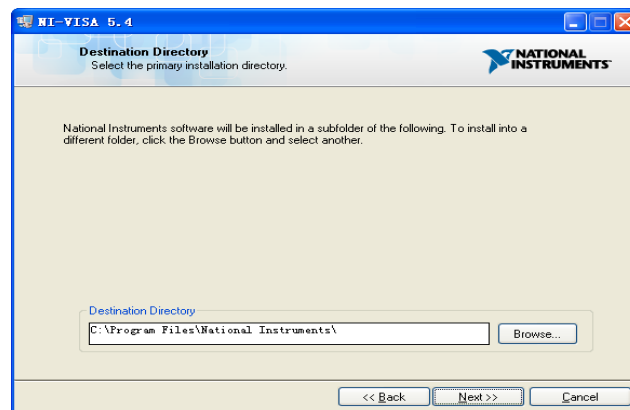 NI-VISA 5.4
Destination Directory
Select the primary installation directory.
NATIONAL
INSTRUMENTS™
National Instruments software will be installed in a subfolder of the following. To install into a
different folder, click the Browse button and select another.
Destination Directory
C:\Program Files\National Instruments\
Browse...
<< Back
Next >>
Cancel